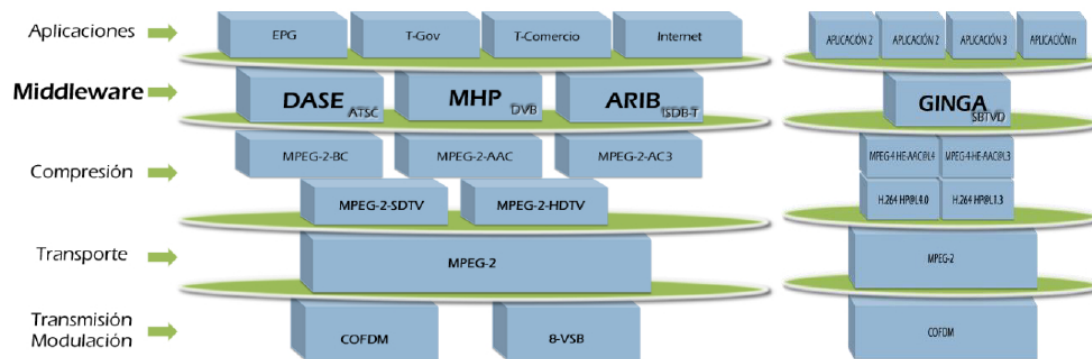 Aplicaciones
EPG
T-Gov
T-Comercio
Internet
APLICACIÓN 2
APLICACIÓN 2
APLICACIÓN 3
APLICACIÓN n
Middleware
DASE
ATSC
MHP
DVB
ARIB
ISDB-T
GINGA
SBTVD
Compresión
MPEG-2-BC
MPEG-2-AAC
MPEG-2-AC3
MPEG-4 HE-AAC@L4
MPEG-4 HE-AAC@L3
MPEG-2-SDTV
MPEG-2-HDTV
H.264 HP@L4.0
H.264 HP@L1.3
Transporte
MPEG-2
MPEG-2
Transmisión
Modulación
COFDM
8-VSB
COFDM